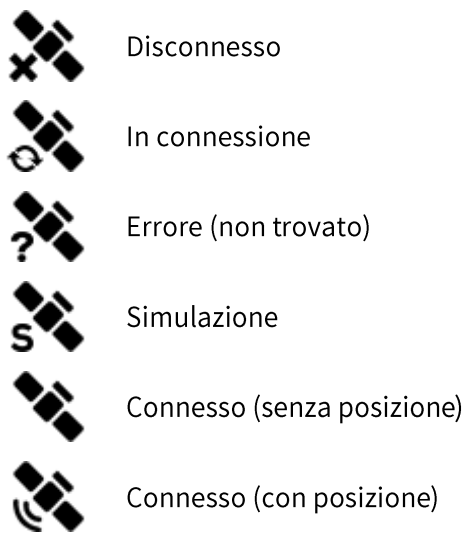 Disconnesso
In connessione
? Errore (non trovato)
S Simulazione
Connesso (senza posizione)
Connesso (con posizione)